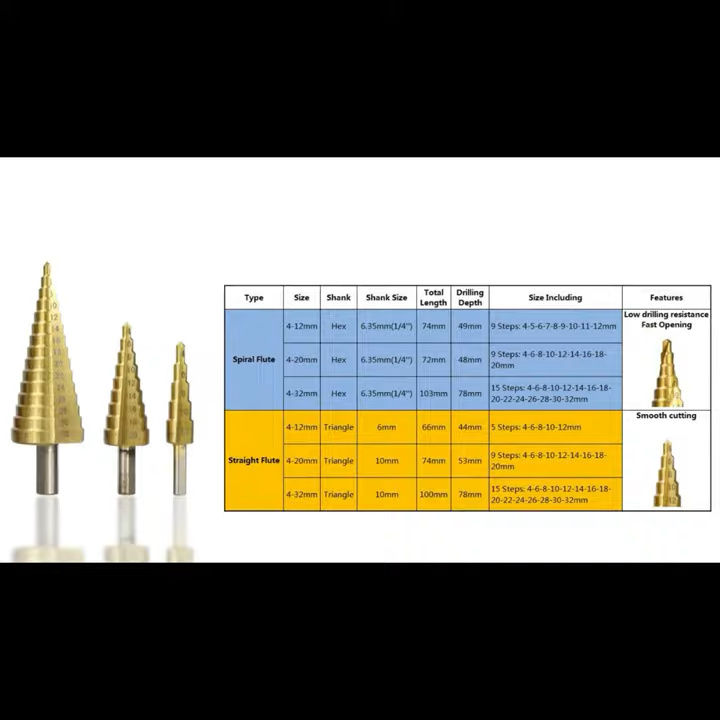 Type Size Shank Shank Size Total Length Drilling Depth Size Including Features
Spiral Flute
4-12mm Hex 6.35mm(1/4") 74mm 49mm 9 Steps: 4-5-6-7-8-9-10-11-12mm
4-20mm Hex 6.35mm(1/4") 72mm 48mm 9 Steps: 4-6-8-10-12-14-16-18-
20mm
4-32mm Hex 6.35mm(1/4") 103mm 78mm 15 Steps: 4-6-8-10-12-14-16-18-
20-22-24-26-28-30-32mm
Low drilling resistance
Fast Opening
Straight Flute
4-12mm Triangle 6mm 66mm 44mm 5 Steps: 4-6-8-10-12mm
4-20mm Triangle 10mm 74mm 53mm 9 Steps: 4-6-8-10-12-14-16-18-
20mm
4-32mm Triangle 10mm 100mm 78mm 15 Steps: 4-6-8-10-12-14-16-18-
20-22-24-26-28-30-32mm
Smooth cutting